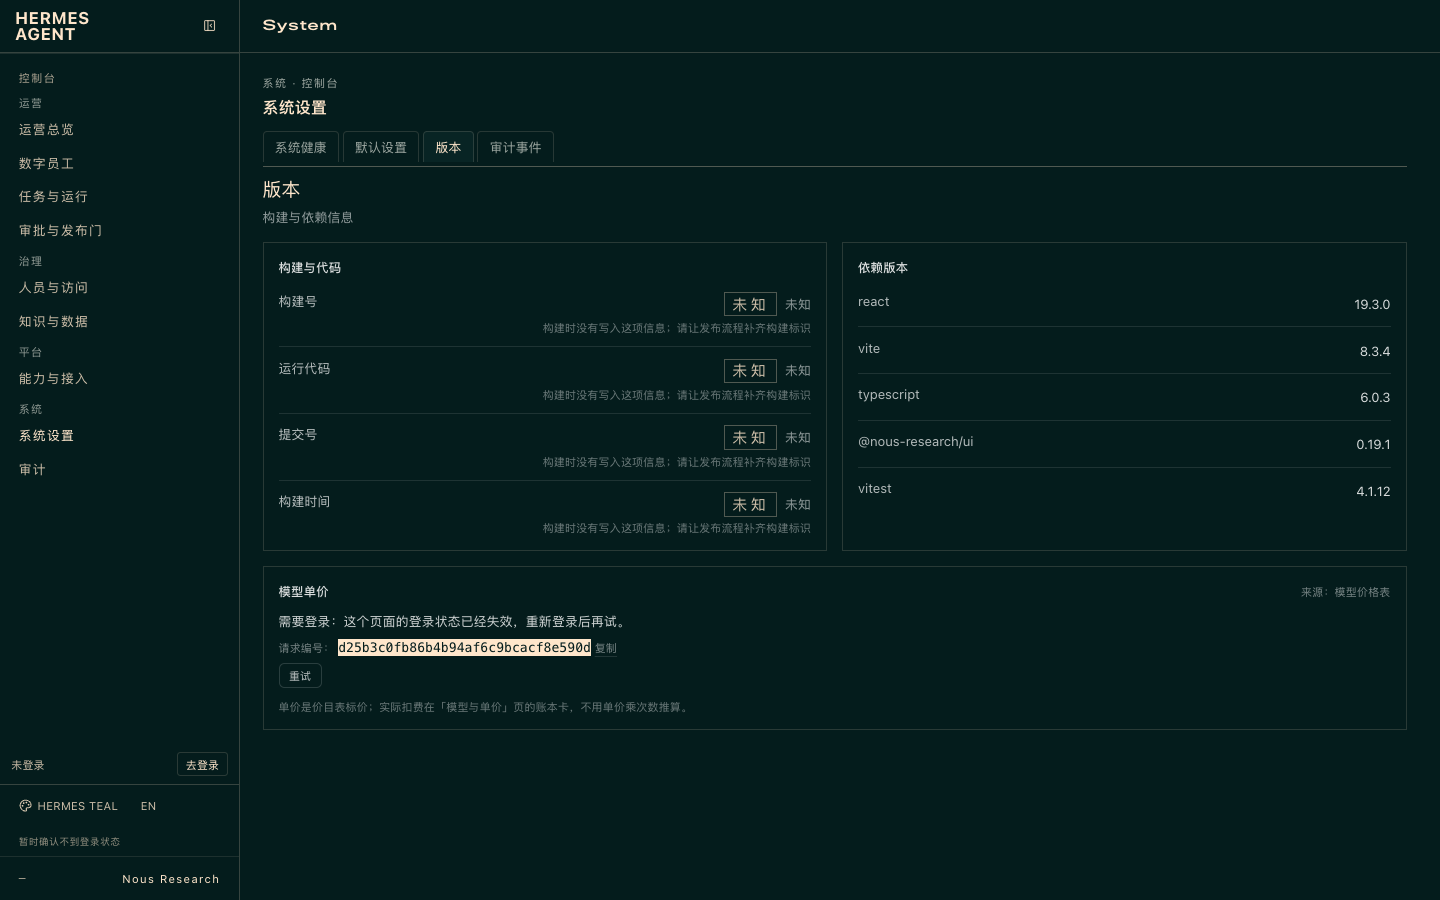 HERMES
AGENT
控制台
运营
运营总览
数字员工
任务与运行
审批与发布门
治理
人员与访问
知识与数据
平台
能力与接入
系统
系统设置
审计
未登录
去登录
HERMES TEAL EN
暂时确认不到登录状态
– Nous Research
System
系统 · 控制台
系统设置
系统健康 默认设置 版本 审计事件
版本
构建与依赖信息
构建与代码
构建号 未知 未知
构建时没有写入这项信息；请让发布流程补齐构建标识
运行代码 未知 未知
构建时没有写入这项信息；请让发布流程补齐构建标识
提交号 未知 未知
构建时没有写入这项信息；请让发布流程补齐构建标识
构建时间 未知 未知
构建时没有写入这项信息；请让发布流程补齐构建标识
依赖版本
react 19.3.0
vite 8.3.4
typescript 6.0.3
@nous-research/ui 0.19.1
vitest 4.1.12
模型单价 来源：模型价格表
需要登录：这个页面的登录状态已经失效，重新登录后再试。
请求编号： d25b3c0fb86b4b94af6c9bcacf8e590d 复制
重试
单价是价目表标价；实际扣费在「模型与单价」页的账本卡，不用单价乘次数推算。